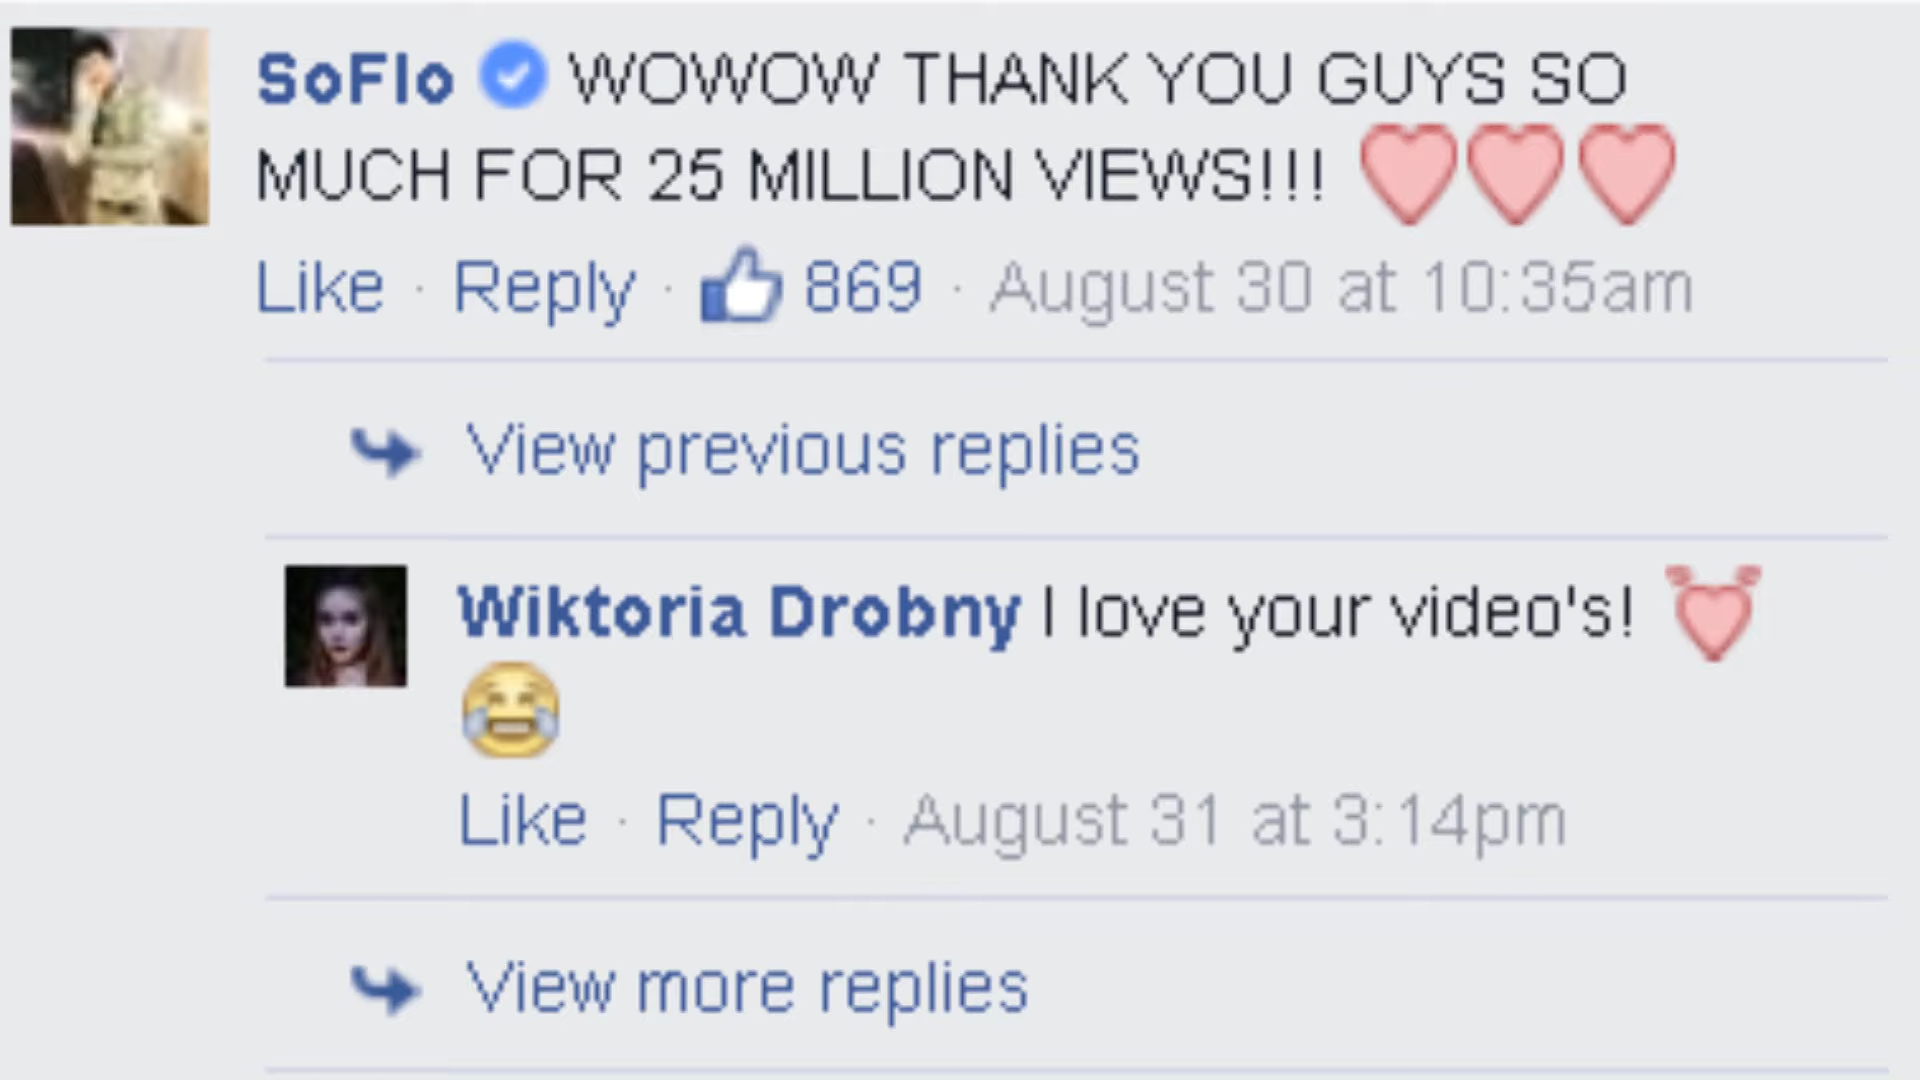 SoFlo WOWOW THANK YOU GUYS SO
MUCH FOR 25 MILLION VIEWS!!! ❤❤❤
Like · Reply · 869 · August 30 at 10:35am
View previous replies
Wiktoria Drobny I love your video's! 💓
😂
Like · Reply · August 31 at 3:14pm
View more replies